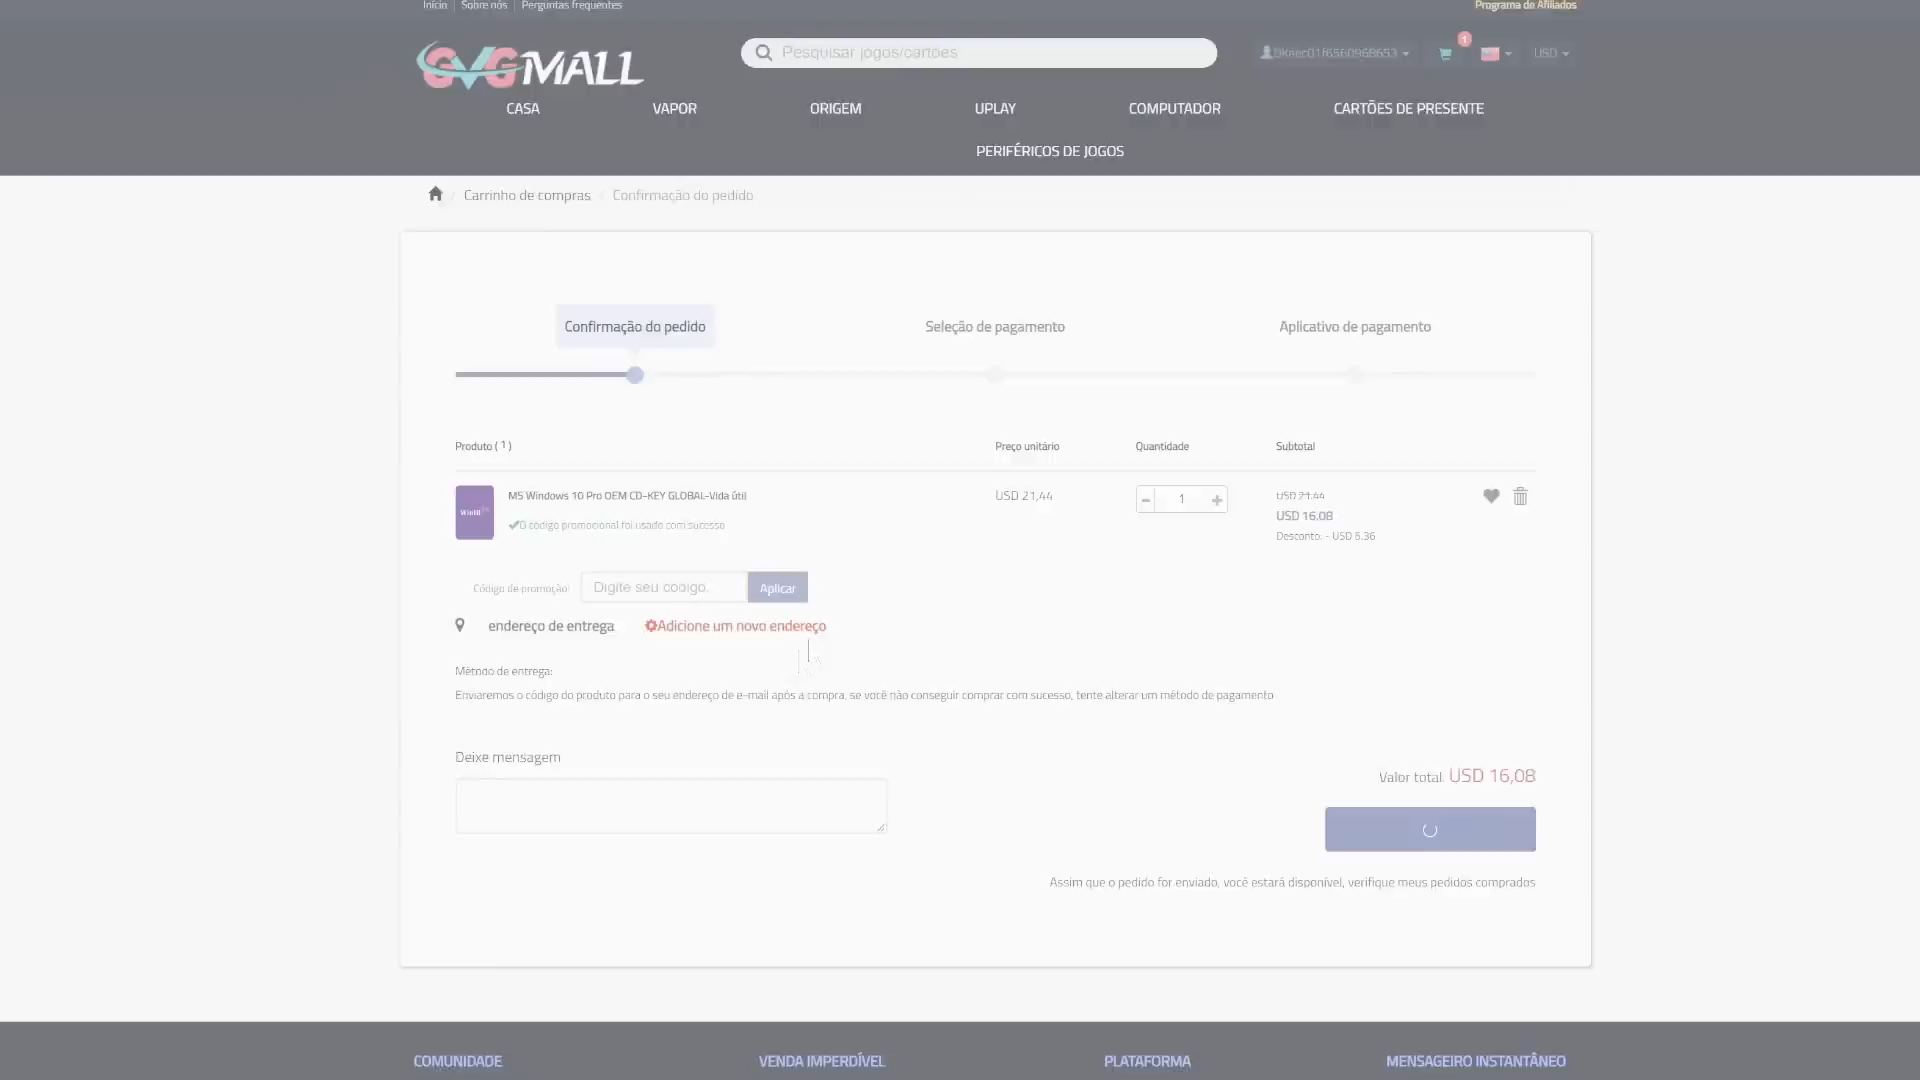 Início
Sobre nós
Perguntas frequentes
Programa de Afiliados
GVGMALL
Pesquisar jogos/cartões
1
USD
CASA
VAPOR
ORIGEM
UPLAY
COMPUTADOR
CARTÕES DE PRESENTE
PERIFÉRICOS DE JOGOS
Carrinho de compras / Confirmação do pedido
Confirmação do pedido
Seleção de pagamento
Aplicativo de pagamento
Produto ( 1 )
Preço unitário
Quantidade
Subtotal
MS Windows 10 Pro OEM CD-KEY GLOBAL-Vida útil
O código promocional foi usado com sucesso
USD 21,44
1
USD 21.44
USD 16.08
Desconto: - USD 5.36
Código de promoção:
Digite seu código.
Aplicar
endereço de entrega
Adicione um novo endereço
Método de entrega:
Enviaremos o código do produto para o seu endereço de e-mail após a compra, se você não conseguir comprar com sucesso, tente alterar um método de pagamento
Deixe mensagem
Valor total: USD 16,08
Assim que o pedido for enviado, você estará disponível, verifique meus pedidos comprados
COMUNIDADE
VENDA IMPERDÍVEL
PLATAFORMA
MENSAGEIRO INSTANTÂNEO